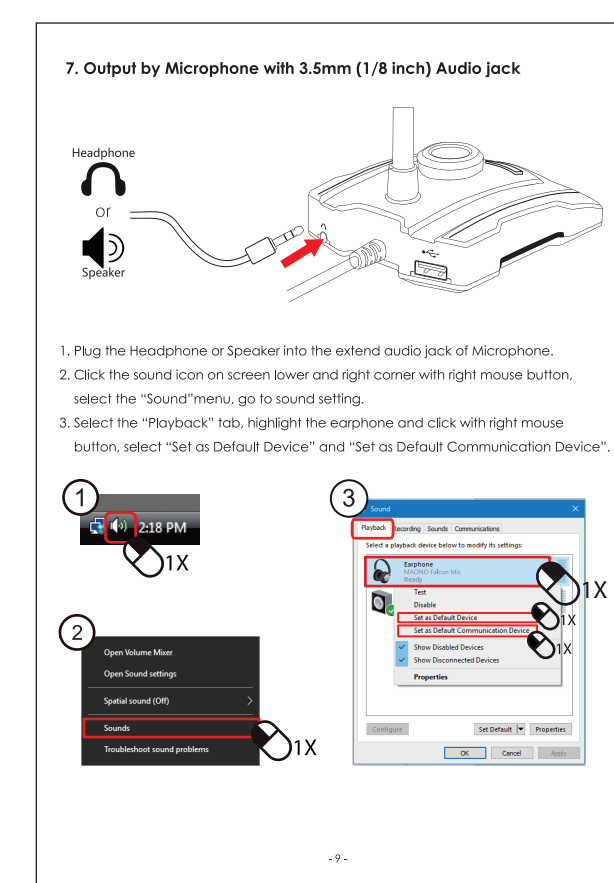 7. Output by Microphone with 3.5mm (1/8 inch) Audio jack
Headphone
or
Speaker
1. Plug the Headphone or Speaker into the extend audio jack of Microphone.
2. Click the sound icon on screen lower and right corner with right mouse button,
select the “Sound”menu, go to sound setting.
3. Select the “Playback” tab, highlight the earphone and click with right mouse
button, select “Set as Default Device” and “Set as Default Communication Device”.
1
2:18 PM
1X
2
Open Volume Mixer
Open Sound settings
Spatial sound (Off)
Sounds
Troubleshoot sound problems
1X
3
Sound
Playback Recording Sounds Communications
Select a playback device below to modify its settings:
Earphone
MAONO Falcon Mic
Ready
1X
Test
Disable
Set as Default Device
1X
Set as Default Communication Device
1X
Show Disabled Devices
Show Disconnected Devices
Properties
Configure Set Default Properties
OK Cancel Apply
- 9 -